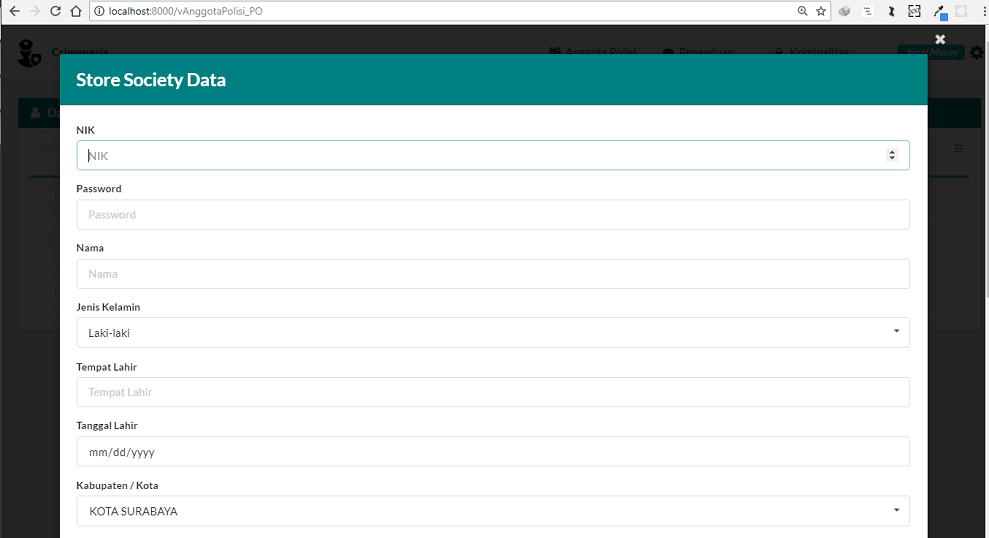 localhost:8000/vAnggotaPolisi_PO
Crimenesia
Anggota Polisi
Pengaduan
Kriminalitas
Store Society Data
NIK
NIK
Password
Password
Nama
Nama
Jenis Kelamin
Laki-laki
Tempat Lahir
Tempat Lahir
Tanggal Lahir
mm/dd/yyyy
Kabupaten / Kota
KOTA SURABAYA